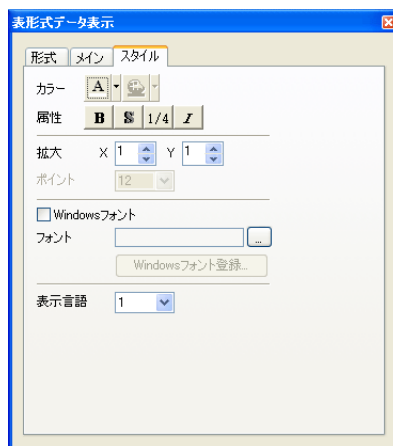 表形式データ表示
形式 メイン スタイル
カラー A
属性 B S 1/4 I
拡大 X 1 Y 1
ポイント 12
Windowsフォント
フォント ...
Windowsフォント登録...
表示言語 1